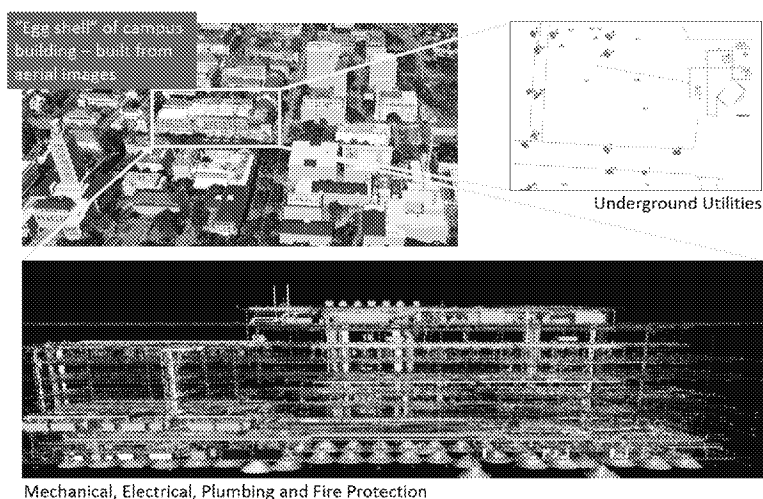 "Egg shell" of campus
building – built from
aerial images
Underground Utilities
Mechanical, Electrical, Plumbing and Fire Protection